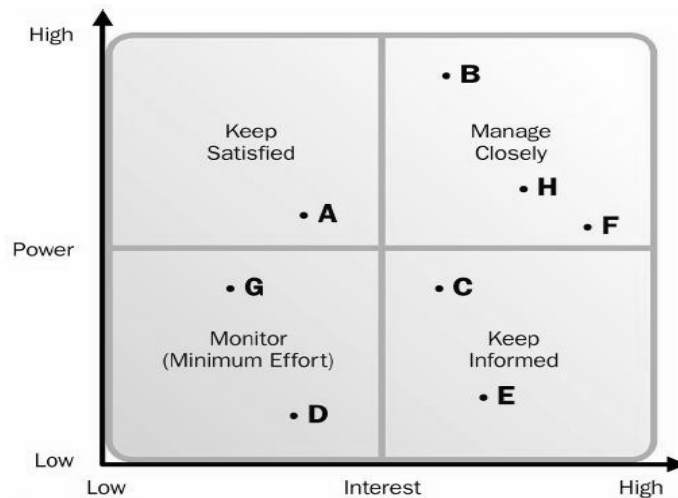 High
B
Keep
Satisfied
Manage
Closely
H
A
F
Power
G
C
Monitor
(Minimum Effort)
Keep
Informed
E
D
Low
Low
Interest
High